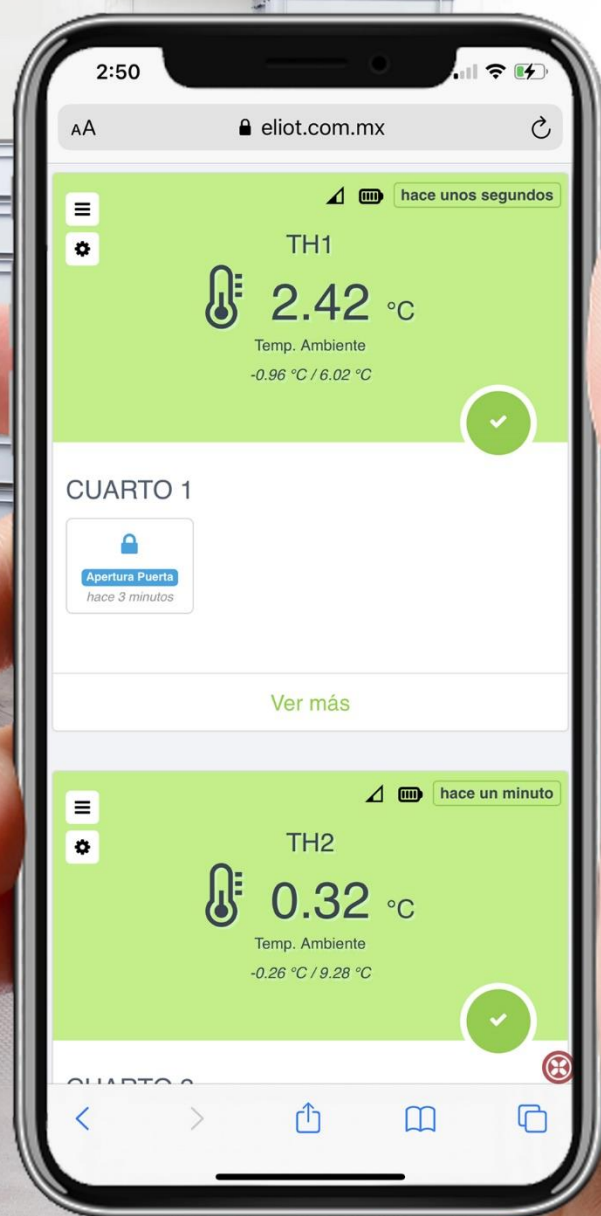 2:50
AA
eliot.com.mx
hace unos segundos
TH1
2.42 °C
Temp. Ambiente
-0.96 °C / 6.02 °C
CUARTO 1
Apertura Puerta
hace 3 minutos
Ver más
hace un minuto
TH2
0.32 °C
Temp. Ambiente
-0.26 °C / 9.28 °C